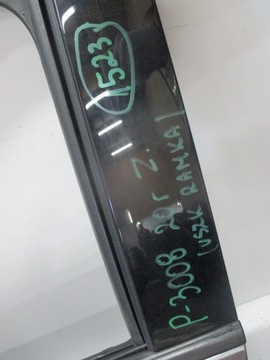 1523
P-3008 20r Z.
(USZK RAMKA)